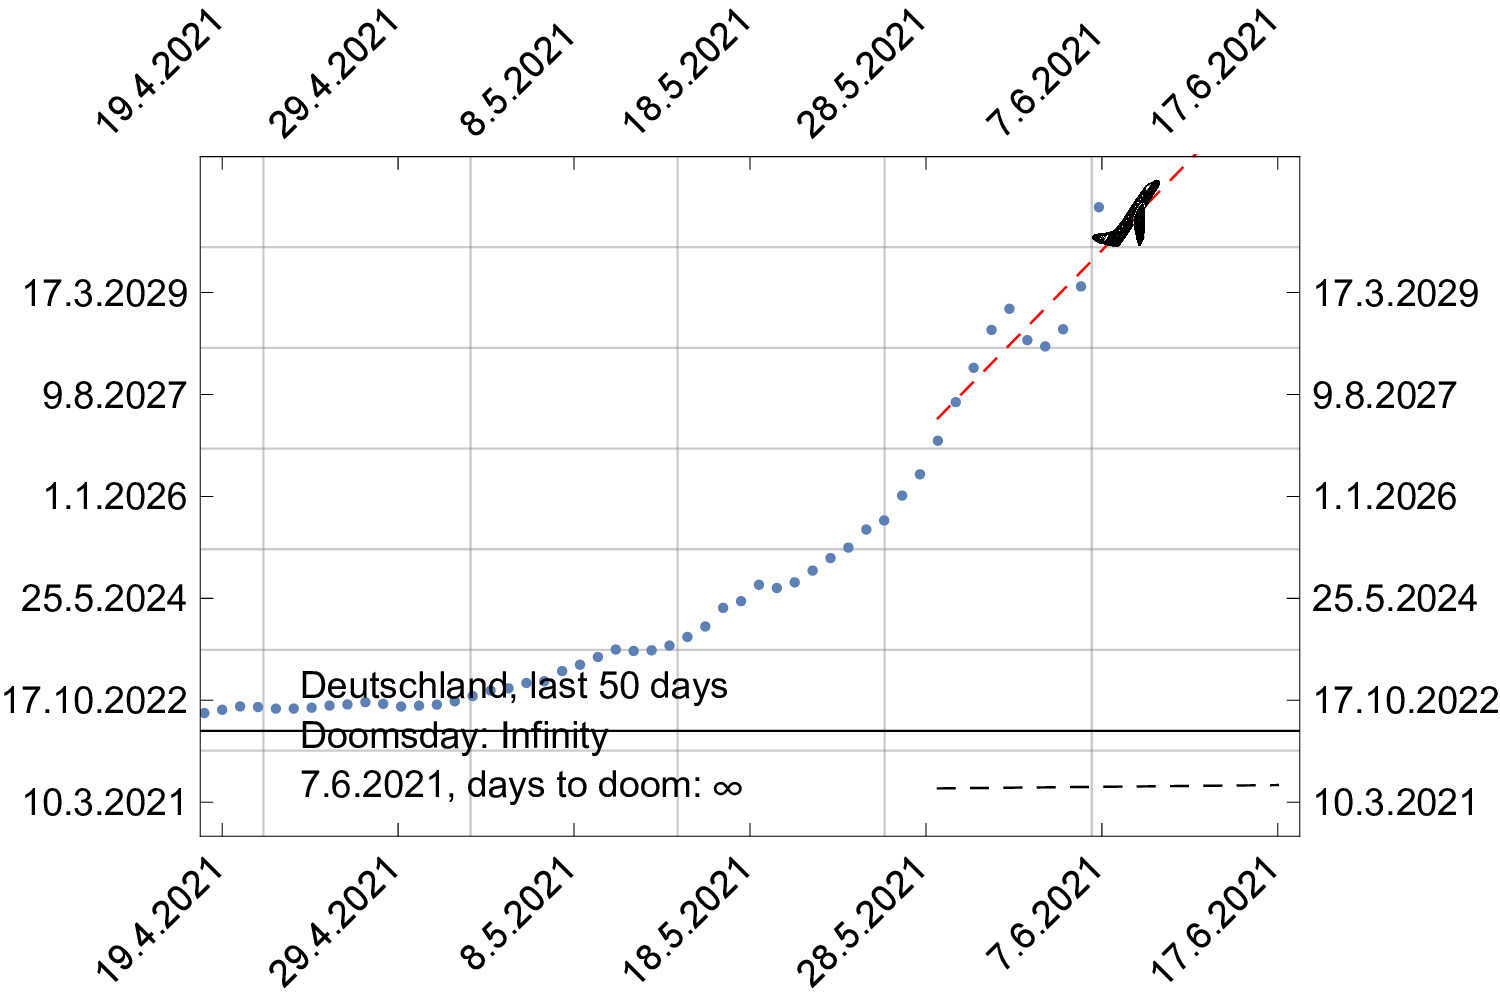 19.4.2021 29.4.2021 8.5.2021 18.5.2021 28.5.2021 7.6.2021 17.6.2021
17.3.2029 17.3.2029
9.8.2027 9.8.2027
1.1.2026 1.1.2026
25.5.2024 25.5.2024
Deutschland, last 50 days
17.10.2022 17.10.2022
Doomsday: Infinity
7.6.2021, days to doom: ∞
10.3.2021 10.3.2021
19.4.2021 29.4.2021 8.5.2021 18.5.2021 28.5.2021 7.6.2021 17.6.2021